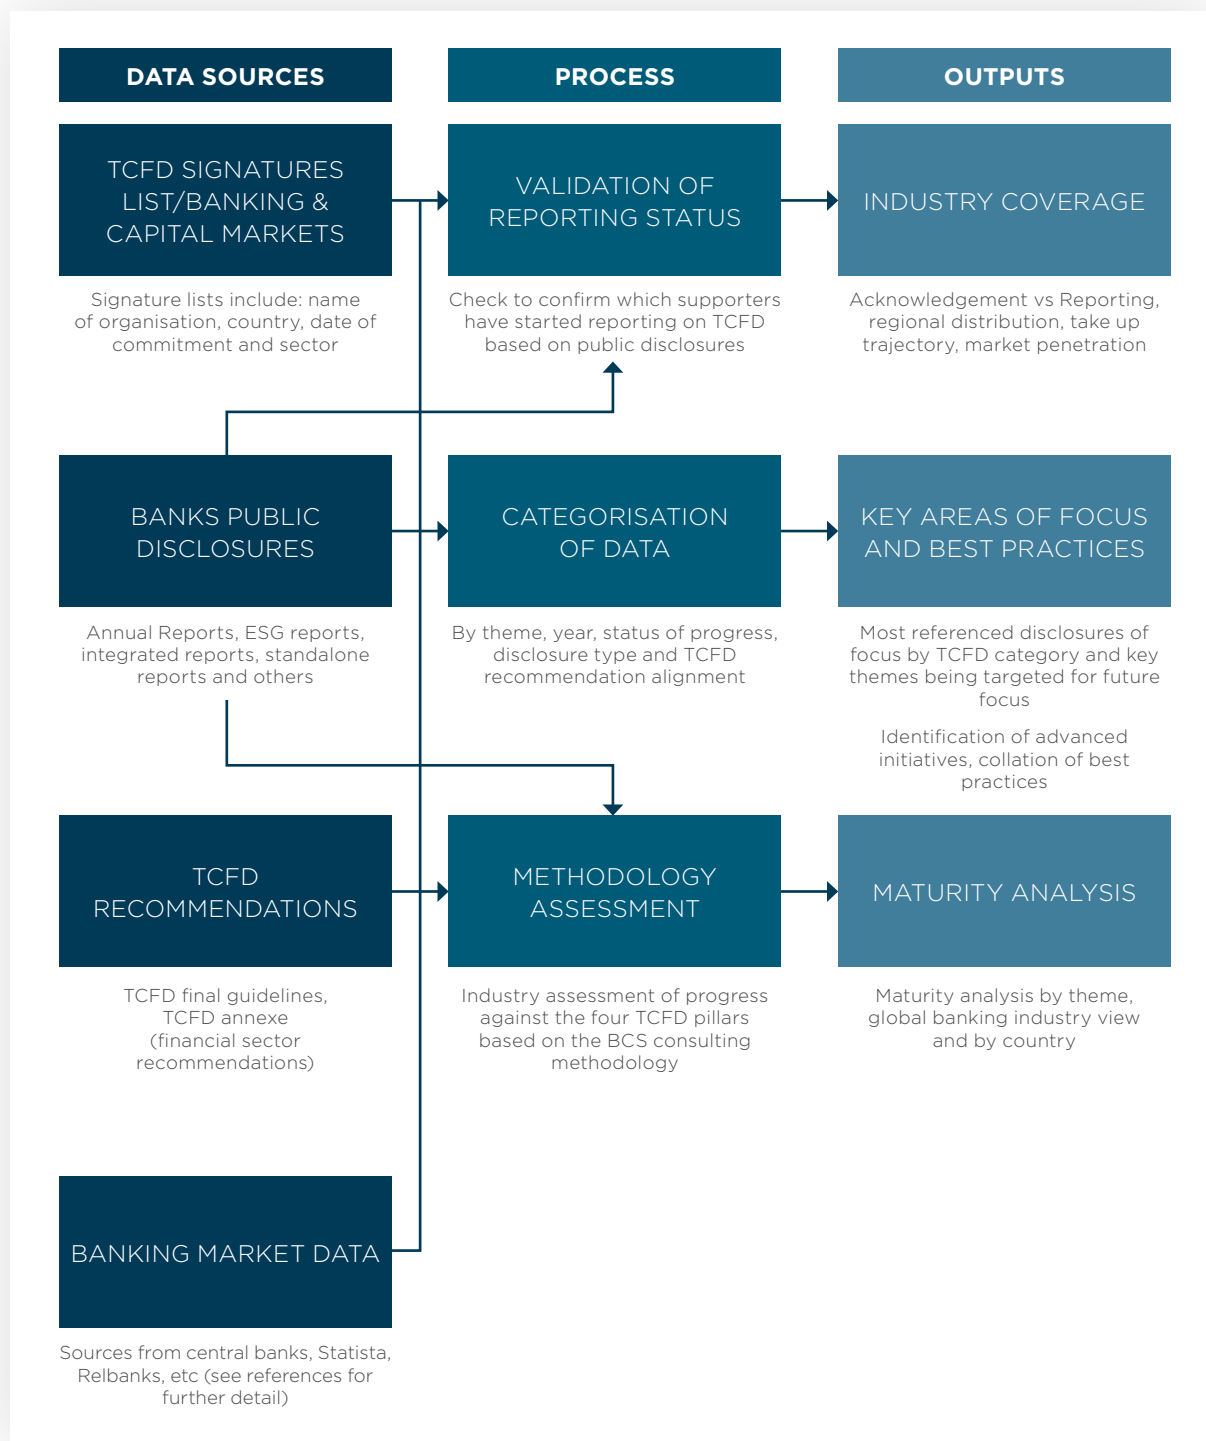 DATA SOURCES
PROCESS
OUTPUTS
TCFD SIGNATURES
LIST/BANKING &
CAPITAL MARKETS
VALIDATION OF
REPORTING STATUS
INDUSTRY COVERAGE
Signature lists include: name
of organisation, country, date of
commitment and sector
Check to confirm which supporters
have started reporting on TCFD
based on public disclosures
Acknowledgement vs Reporting,
regional distribution, take up
trajectory, market penetration
BANKS PUBLIC
DISCLOSURES
CATEGORISATION
OF DATA
KEY AREAS OF FOCUS
AND BEST PRACTICES
Annual Reports, ESG reports,
integrated reports, standalone
reports and others
By theme, year, status of progress,
disclosure type and TCFD
recommendation alignment
Most referenced disclosures of
focus by TCFD category and key
themes being targeted for future
focus
Identification of advanced
initiatives, collation of best
practices
TCFD
RECOMMENDATIONS
METHODOLOGY
ASSESSMENT
MATURITY ANALYSIS
TCFD final guidelines,
TCFD annexe
(financial sector
recommendations)
Industry assessment of progress
against the four TCFD pillars
based on the BCS consulting
methodology
Maturity analysis by theme,
global banking industry view
and by country
BANKING MARKET DATA
Sources from central banks, Statista,
Relbanks, etc (see references for
further detail)